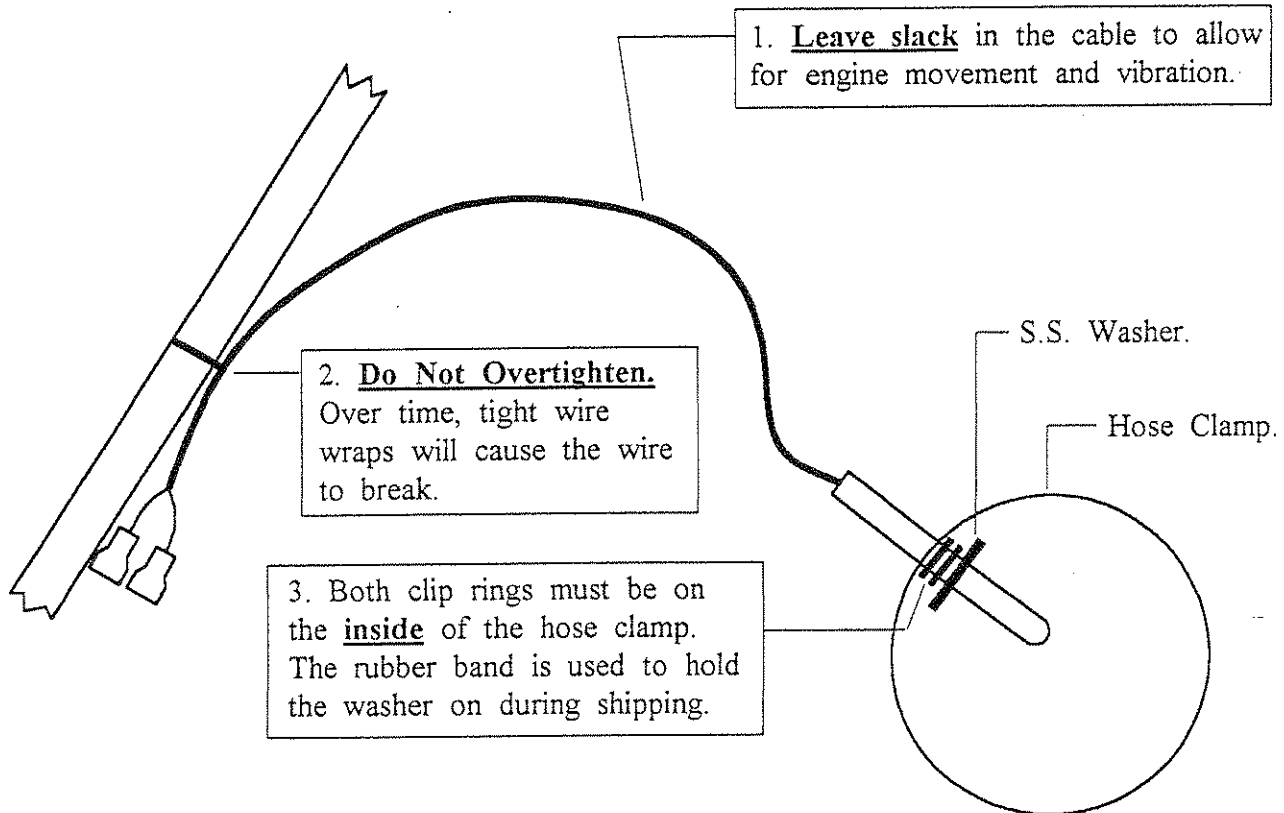 1. Leave slack in the cable to allow
for engine movement and vibration.
S.S. Washer.
Hose Clamp.
2. Do Not Overtighten.
Over time, tight wire
wraps will cause the wire
to break.
3. Both clip rings must be on
the inside of the hose clamp.
The rubber band is used to hold
the washer on during shipping.